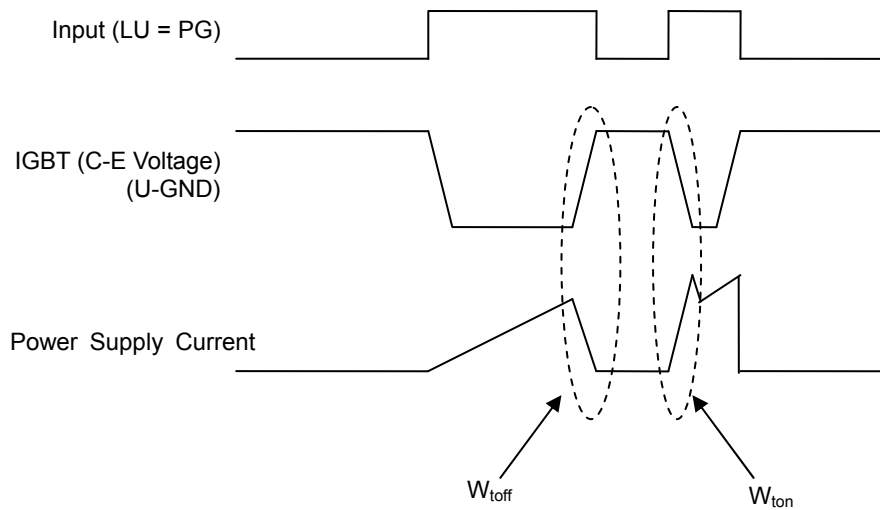 Input (LU = PG)
IGBT (C-E Voltage)
(U-GND)
Power Supply Current
Wtoff
Wton